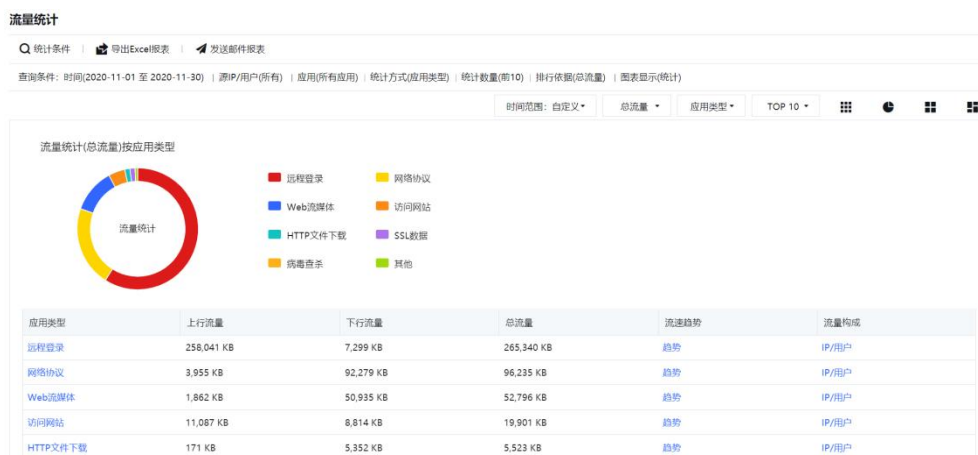 流量统计
统计条件 | 导出Excel报表 | 发送邮件报表
查询条件：时间(2020-11-01 至 2020-11-30) | 源IP/用户(所有) | 应用(所有应用) | 统计方式(应用类型) | 统计数量(前10) | 排行依据(总流量) | 图表显示(统计)
时间范围：自定义 总流量 应用类型 TOP 10
流量统计(总流量)按应用类型
流量统计
远程登录 网络协议
Web流媒体 访问网站
HTTP文件下载 SSL数据
病毒查杀 其他
应用类型 上行流量 下行流量 总流量 流速趋势 流量构成
远程登录 258,041 KB 7,299 KB 265,340 KB 趋势 IP/用户
网络协议 3,955 KB 92,279 KB 96,235 KB 趋势 IP/用户
Web流媒体 1,862 KB 50,935 KB 52,796 KB 趋势 IP/用户
访问网站 11,087 KB 8,814 KB 19,901 KB 趋势 IP/用户
HTTP文件下载 171 KB 5,352 KB 5,523 KB 趋势 IP/用户